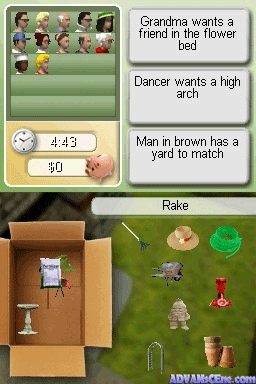 Grandma wants a
friend in the flower
bed
Dancer wants a high
arch
4:43
Man in brown has a
yard to match
$0
Rake
ADVANsCEne.com